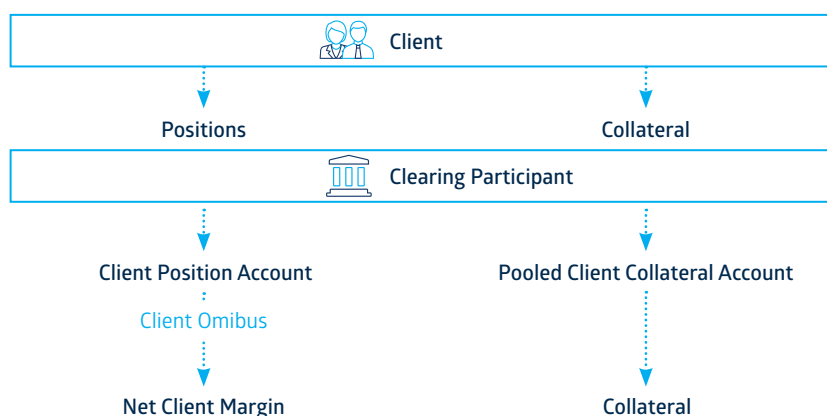 Client
Positions
Collateral
Clearing Participant
Client Position Account
Pooled Client Collateral Account
Client Omibus
Net Client Margin
Collateral